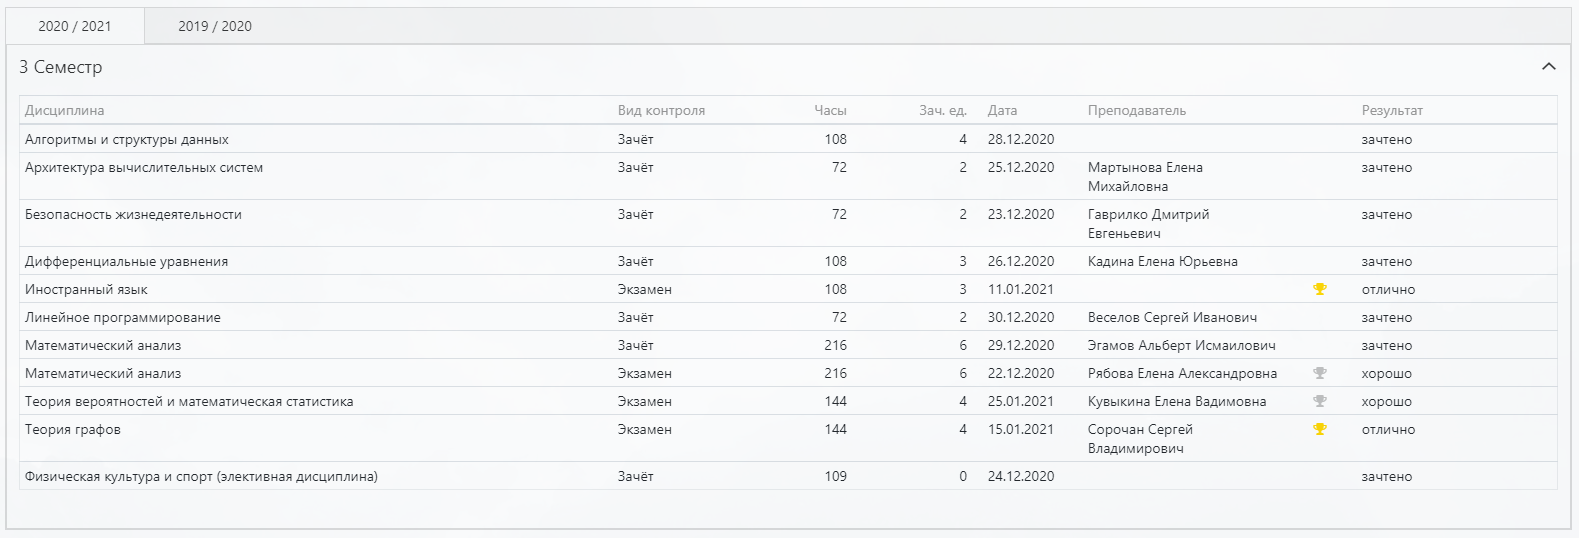 2020 / 2021 2019 / 2020
3 Семестр
Дисциплина Вид контроля Часы Зач. ед. Дата Преподаватель Результат
Алгоритмы и структуры данных Зачёт 108 4 28.12.2020 зачтено
Архитектура вычислительных систем Зачёт 72 2 25.12.2020 Мартынова Елена зачтено
Михайловна
Безопасность жизнедеятельности Зачёт 72 2 23.12.2020 Гаврилко Дмитрий зачтено
Евгеньевич
Дифференциальные уравнения Зачёт 108 3 26.12.2020 Кадина Елена Юрьевна зачтено
Иностранный язык Экзамен 108 3 11.01.2021 отлично
Линейное программирование Зачёт 72 2 30.12.2020 Веселов Сергей Иванович зачтено
Математический анализ Зачёт 216 6 29.12.2020 Эгамов Альберт Исмаилович зачтено
Математический анализ Экзамен 216 6 22.12.2020 Рябова Елена Александровна хорошо
Теория вероятностей и математическая статистика Экзамен 144 4 25.01.2021 Кувыкина Елена Вадимовна хорошо
Теория графов Экзамен 144 4 15.01.2021 Сорочан Сергей отлично
Владимирович
Физическая культура и спорт (элективная дисциплина) Зачёт 109 0 24.12.2020 зачтено